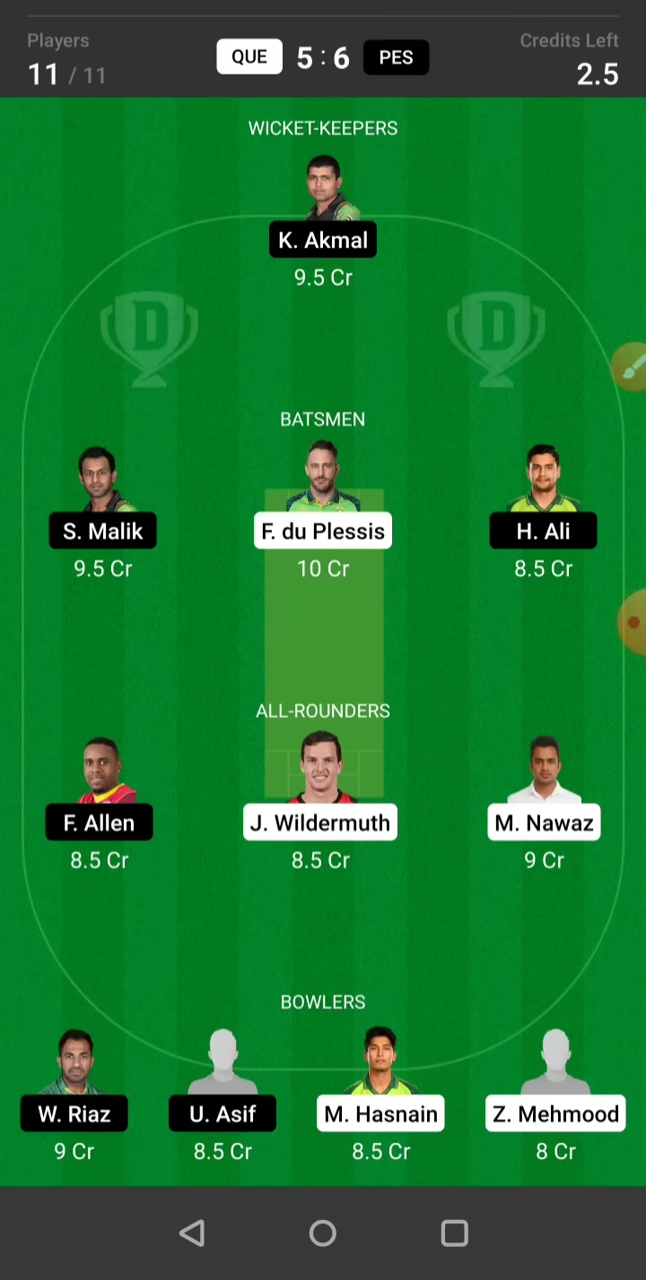 Players
11 / 11
QUE 5 : 6 PES
Credits Left
2.5
WICKET-KEEPERS
K. Akmal
9.5 Cr
D D
BATSMEN
S. Malik F. du Plessis H. Ali
9.5 Cr 10 Cr 8.5 Cr
ALL-ROUNDERS
F. Allen J. Wildermuth M. Nawaz
8.5 Cr 8.5 Cr 9 Cr
BOWLERS
W. Riaz U. Asif M. Hasnain Z. Mehmood
9 Cr 8.5 Cr 8.5 Cr 8 Cr